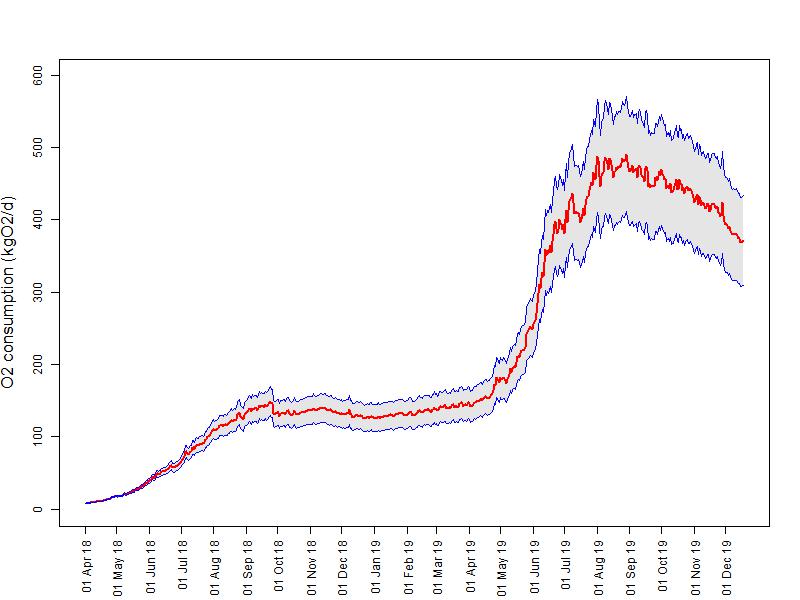 O2 consumption (kgO2/d)
600
500
400
300
200
100
0
01 Apr 18
01 May 18
01 Jun 18
01 Jul 18
01 Aug 18
01 Sep 18
01 Oct 18
01 Nov 18
01 Dec 18
01 Jan 19
01 Feb 19
01 Mar 19
01 Apr 19
01 May 19
01 Jun 19
01 Jul 19
01 Aug 19
01 Sep 19
01 Oct 19
01 Nov 19
01 Dec 19